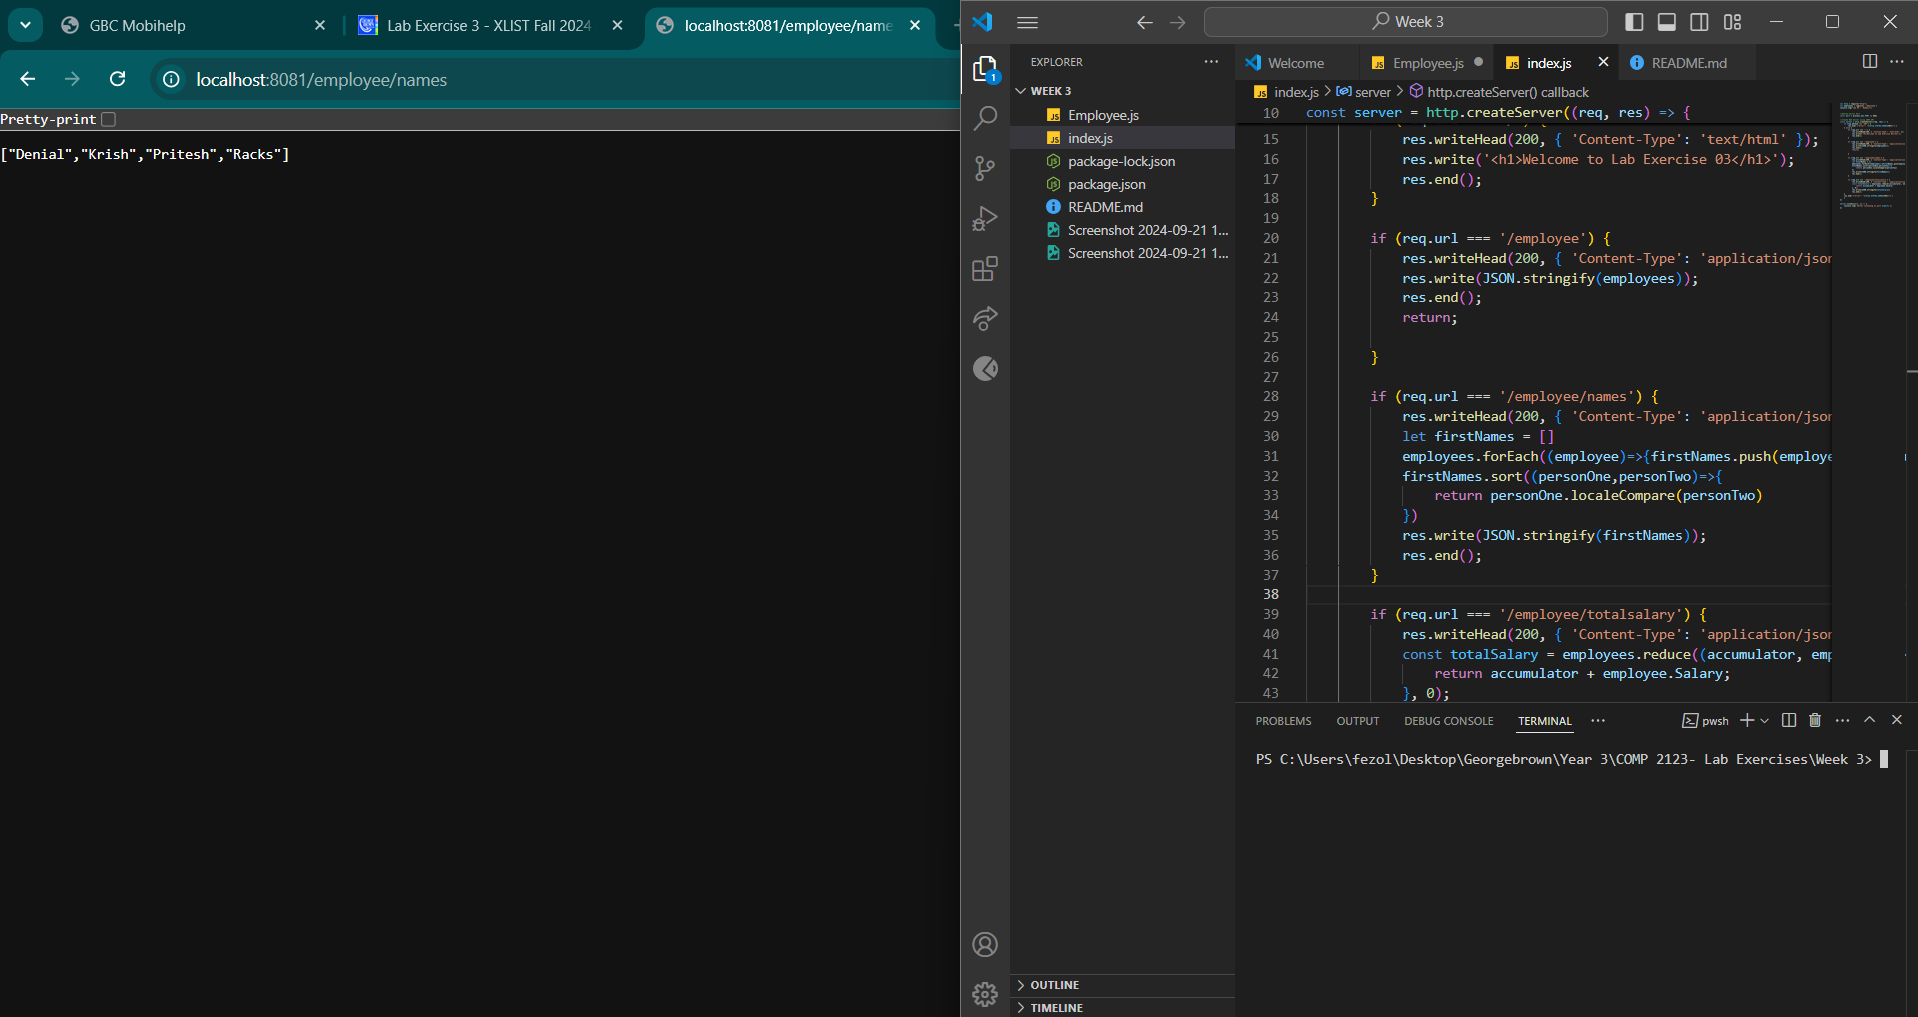 GBC Mobihelp
Lab Exercise 3 - XLIST Fall 2024
localhost:8081/employee/name
localhost:8081/employee/names
Pretty-print
["Denial","Krish","Pritesh","Racks"]
Week 3
EXPLORER
WEEK 3
Employee.js
index.js
package-lock.json
package.json
README.md
Screenshot 2024-09-21 1...
Screenshot 2024-09-21 1...
OUTLINE
TIMELINE
1
Welcome
Employee.js
index.js
README.md
index.js > server > http.createServer() callback
10 const server = http.createServer((req, res) => {
15 res.writeHead(200, { 'Content-Type': 'text/html' });
16 res.write('<h1>Welcome to Lab Exercise 03</h1>');
17 res.end();
18 }
19
20 if (req.url === '/employee') {
21 res.writeHead(200, { 'Content-Type': 'application/json
22 res.write(JSON.stringify(employees));
23 res.end();
24 return;
25
26 }
27
28 if (req.url === '/employee/names') {
29 res.writeHead(200, { 'Content-Type': 'application/json
30 let firstNames = []
31 employees.forEach((employee)=>{firstNames.push(employe
32 firstNames.sort((personOne,personTwo)=>{
33 return personOne.localeCompare(personTwo)
34 })
35 res.write(JSON.stringify(firstNames));
36 res.end();
37 }
38
39 if (req.url === '/employee/totalsalary') {
40 res.writeHead(200, { 'Content-Type': 'application/json
41 const totalSalary = employees.reduce((accumulator, emp
42 return accumulator + employee.Salary;
43 }, 0);
PROBLEMS OUTPUT DEBUG CONSOLE TERMINAL ... pwsh
PS C:\Users\fezol\Desktop\Georgebrown\Year 3\COMP 2123- Lab Exercises\Week 3>